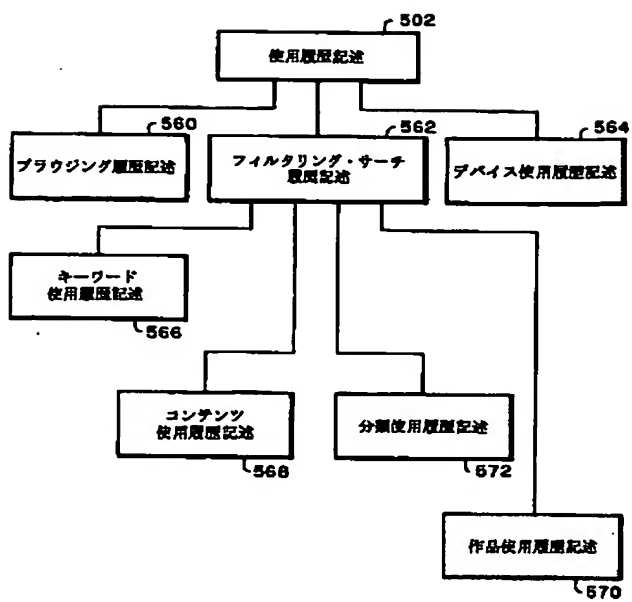 502
使用履歴記述
560
ブラウジング履歴記述
562
フィルタリング・サーチ
履歴記述
564
デバイス使用履歴記述
キーワード
使用履歴記述
566
コンテンツ
使用履歴記述
568
分類使用履歴記述
572
作品使用履歴記述
570